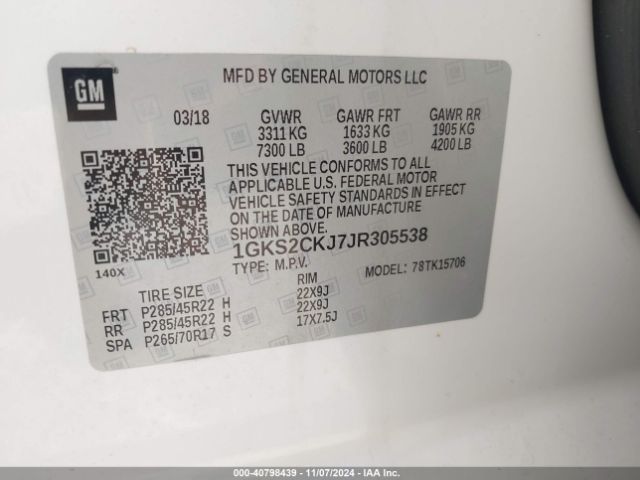 GM
MFD BY GENERAL MOTORS LLC
03/18 GVWR GAWR FRT GAWR RR
3311 KG 1633 KG 1905 KG
7300 LB 3600 LB 4200 LB
THIS VEHICLE CONFORMS TO ALL
APPLICABLE U.S. FEDERAL MOTOR
VEHICLE SAFETY STANDARDS IN EFFECT
ON THE DATE OF MANUFACTURE
SHOWN ABOVE.
1GKS2CKJ7JR305538
140X
TYPE: M.P.V. MODEL: 78TK15706
TIRE SIZE RIM
FRT P285/45R22 H 22X9J
RR P285/45R22 H 22X9J
SPA P265/70R17 S 17X7.5J
000-40798439 - 11/07/2024 - IAA Inc.